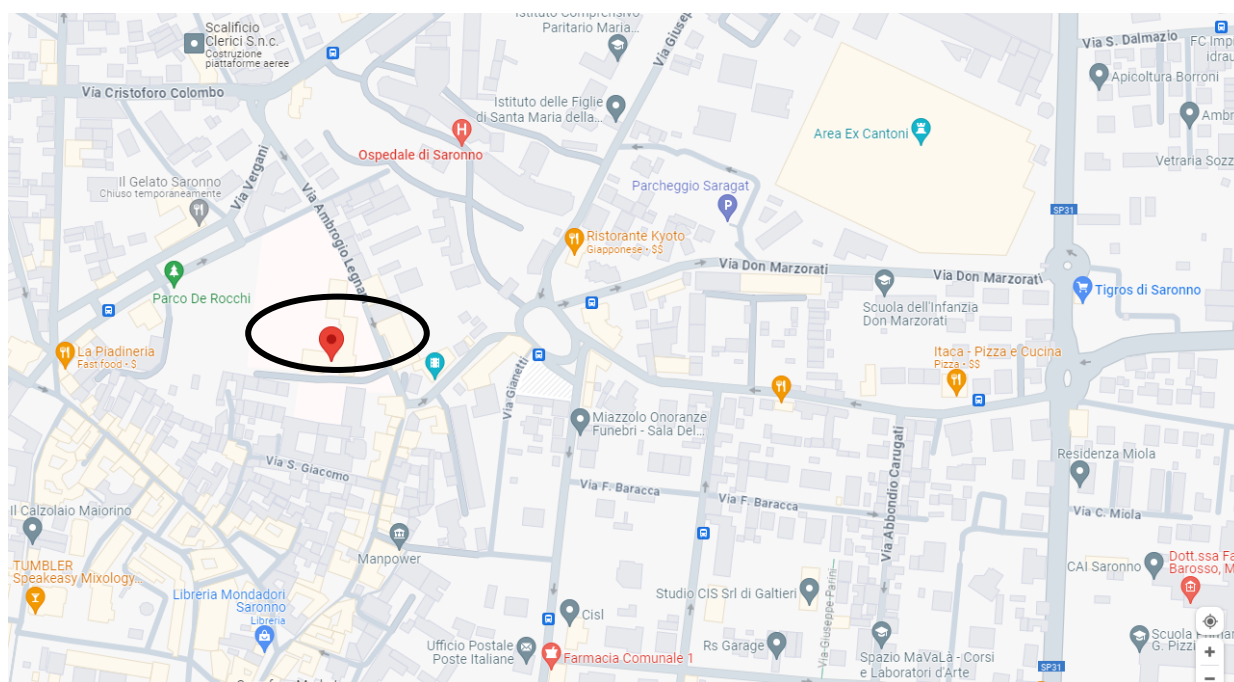 Istituto Comprensivo
Paritario Maria...
Scalificio
Clerici S.n.c.
Costruzione
piattaforme aeree
Via S. Dalmazio
FC Imp
idrau
Apicoltura Borroni
Via Cristoforo Colombo
Istituto delle Figlie
di Santa Maria della...
Via Giusep
Ambr
Area Ex Cantoni
H
Ospedale di Saronno
Vetraria Sozz
Il Gelato Saronno
Chiuso temporaneamente
Via Vergani
Parcheggio Saragat
P
SP31
Via Ambrogio Legnani
Ristorante Kyoto
Giapponese • $$
Via Don Marzorati
Via Don Marzorati
Parco De Rocchi
Scuola dell'Infanzia
Don Marzorati
Tigros di Saronno
La Piadineria
Fast food • $
Itaca - Pizza e Cucina
Pizza • $$
Via Gianetti
Miazzolo Onoranze
Funebri - Sala Del...
Via Abbondio Carugati
Residenza Miola
Via S. Giacomo
Via F. Baracca
Via F. Baracca
Il Calzolaio Maiorino
Via C. Miola
Manpower
TUMBLER
Speakeasy Mixology...
CAI Saronno
Dott.ssa Fa
Barosso, M
Libreria Mondadori
Saronno
Libreria
Studio CIS Srl di Galtieri
Via Giuseppe Parini
Cisl
Ufficio Postale
Poste Italiane
Farmacia Comunale 1
Rs Garage
Spazio MaVaLà - Corsi
e Laboratori d'Arte
SP31
G. Pizzi
+
−